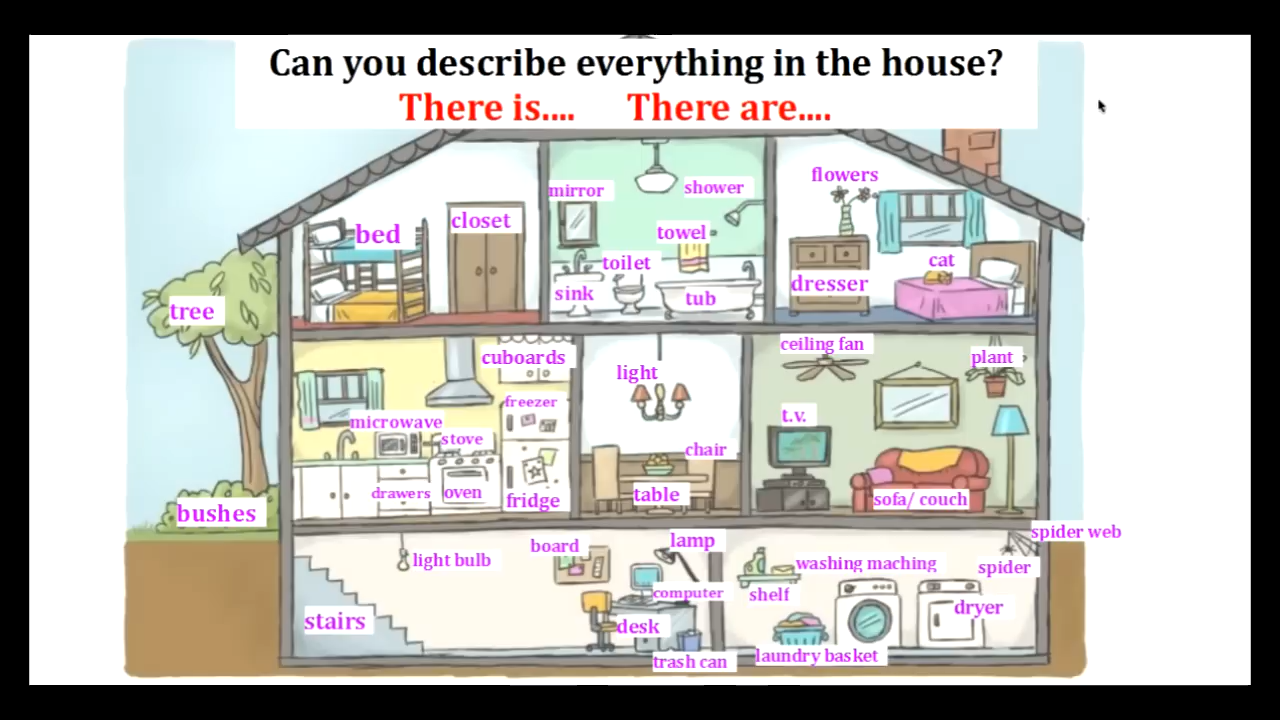 Can you describe everything in the house?
There is.... There are....
flowers
mirror
shower
closet
bed
towel
toilet
cat
sink
tub
dresser
tree
ceiling fan
cuboards
plant
light
freezer
t.v.
microwave
stove
chair
drawers
oven
fridge
table
sofa/ couch
bushes
spider web
lamp
board
light bulb
washing maching
spider
computer
shelf
dryer
stairs
desk
laundry basket
trash can